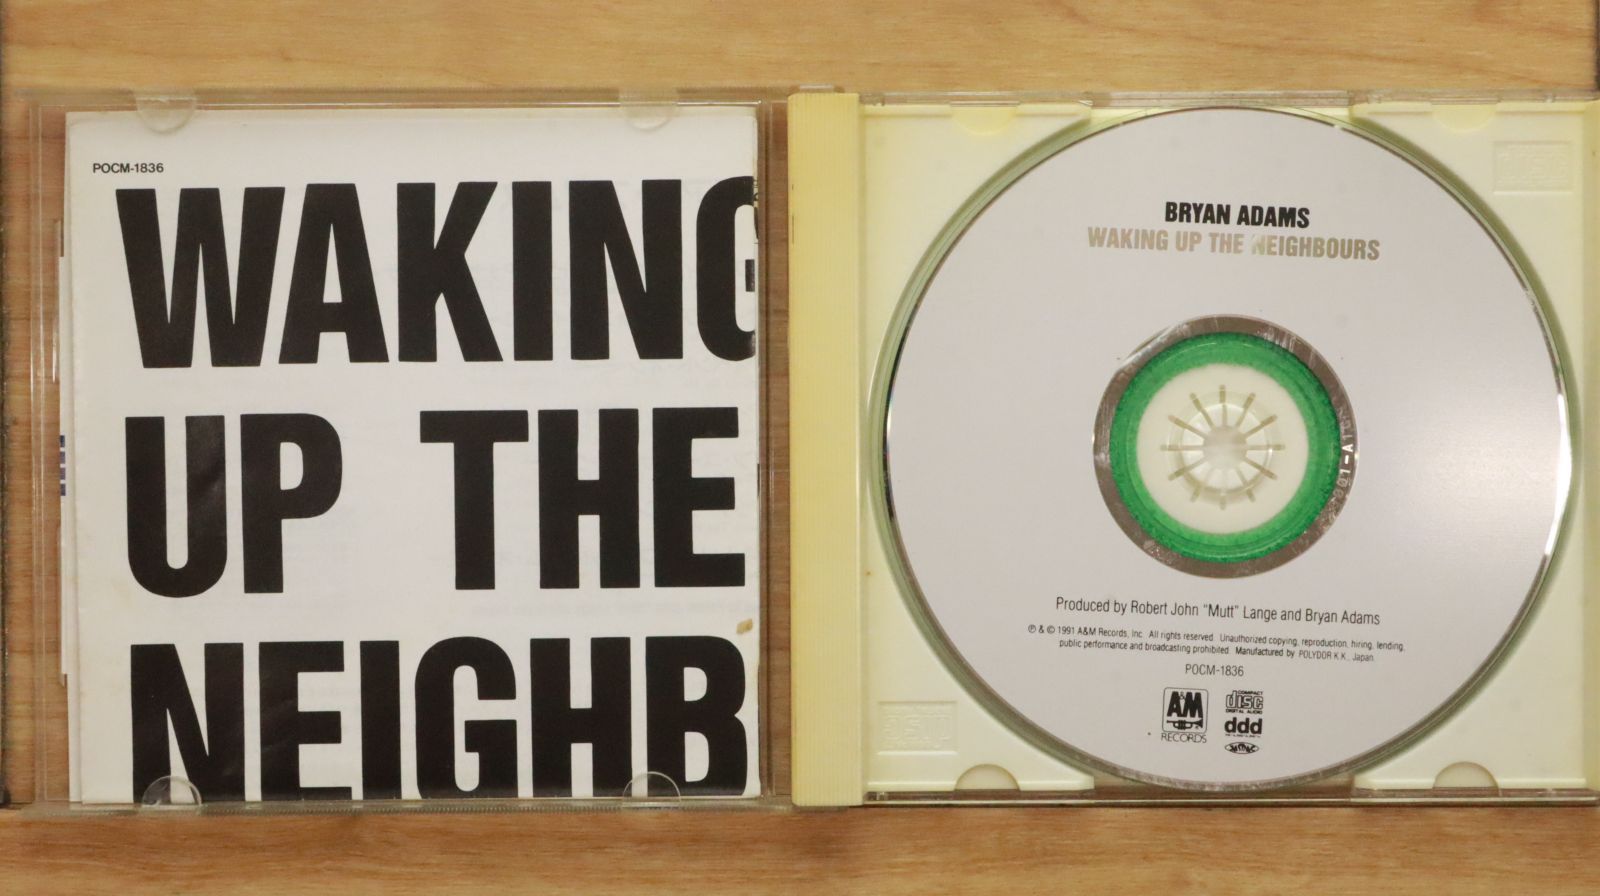 POCM-1836
WAKING
UP THE
NEIGHB
BRYAN ADAMS
WAKING UP THE NEIGHBOURS
Produced by Robert John "Mutt" Lange and Bryan Adams
℗ & © 1991 A&M Records, Inc. All rights reserved. Unauthorized copying, reproduction, hiring, lending,
public performance and broadcasting prohibited. Manufactured by POLYDOR K.K., Japan.
POCM-1836
A&M
RECORDS
COMPACT
disc
DIGITAL AUDIO
ddd